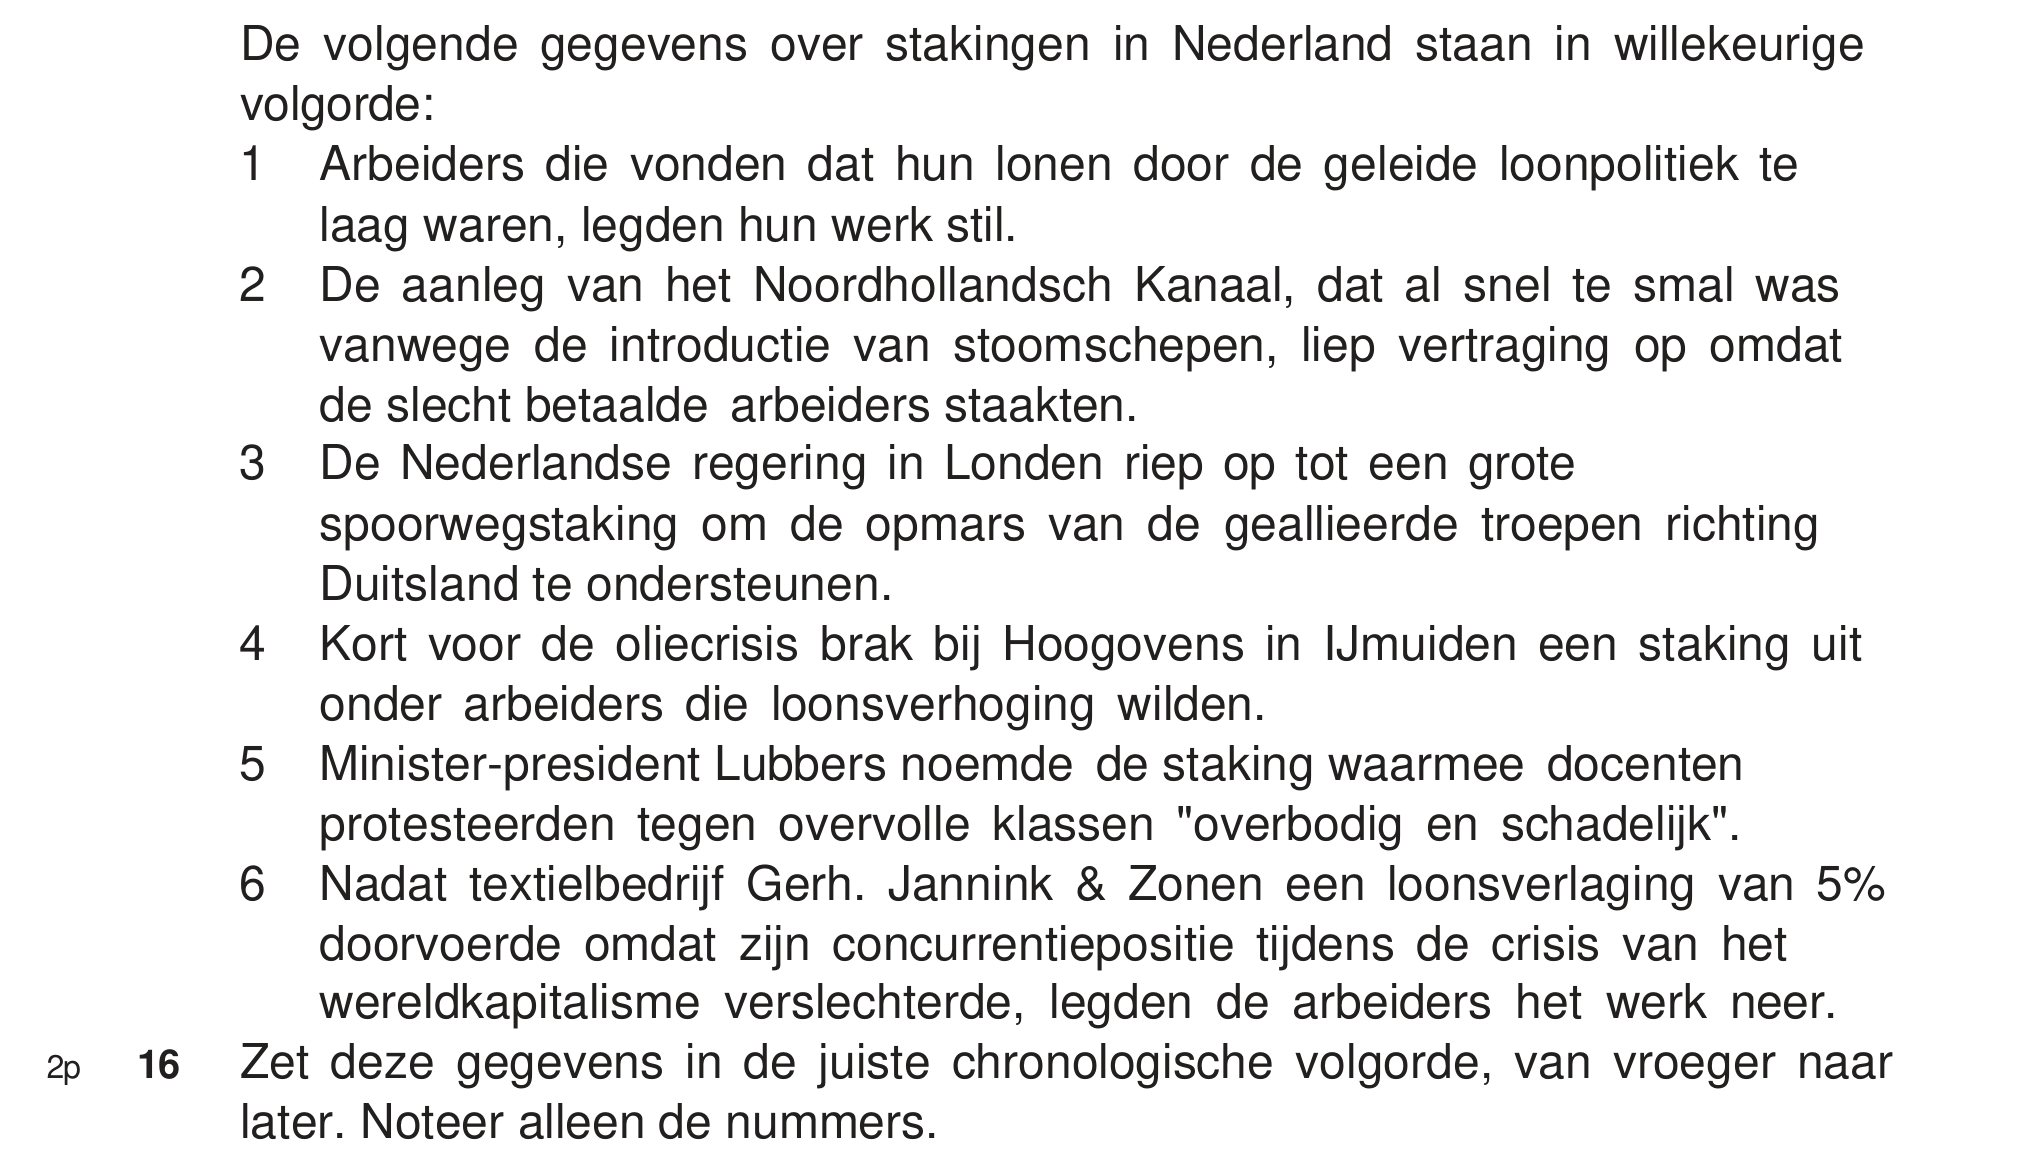 De volgende gegevens over stakingen in Nederland staan in willekeurige
volgorde:
1 Arbeiders die vonden dat hun lonen door de geleide loonpolitiek te
laag waren, legden hun werk stil.
2 De aanleg van het Noordhollandsch Kanaal, dat al snel te smal was
vanwege de introductie van stoomschepen, liep vertraging op omdat
de slecht betaalde arbeiders staakten.
3 De Nederlandse regering in Londen riep op tot een grote
spoorwegstaking om de opmars van de geallieerde troepen richting
Duitsland te ondersteunen.
4 Kort voor de oliecrisis brak bij Hoogovens in IJmuiden een staking uit
onder arbeiders die loonsverhoging wilden.
5 Minister-president Lubbers noemde de staking waarmee docenten
protesteerden tegen overvolle klassen "overbodig en schadelijk".
6 Nadat textielbedrijf Gerh. Jannink & Zonen een loonsverlaging van 5%
doorvoerde omdat zijn concurrentiepositie tijdens de crisis van het
wereldkapitalisme verslechterde, legden de arbeiders het werk neer.
2p 16 Zet deze gegevens in de juiste chronologische volgorde, van vroeger naar
later. Noteer alleen de nummers.